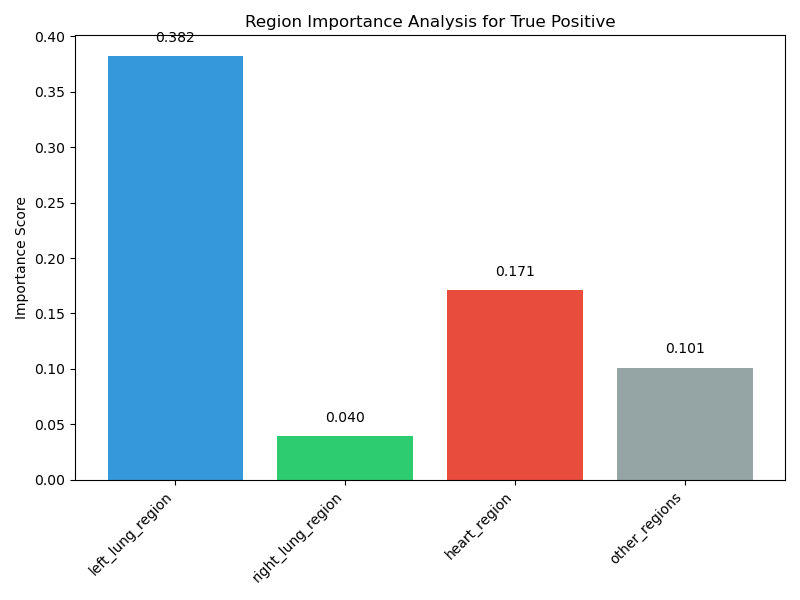 Region Importance Analysis for True Positive
Importance Score
0.40
0.35
0.30
0.25
0.20
0.15
0.10
0.05
0.00
0.382
0.040
0.171
0.101
left_lung_region
right_lung_region
heart_region
other_regions